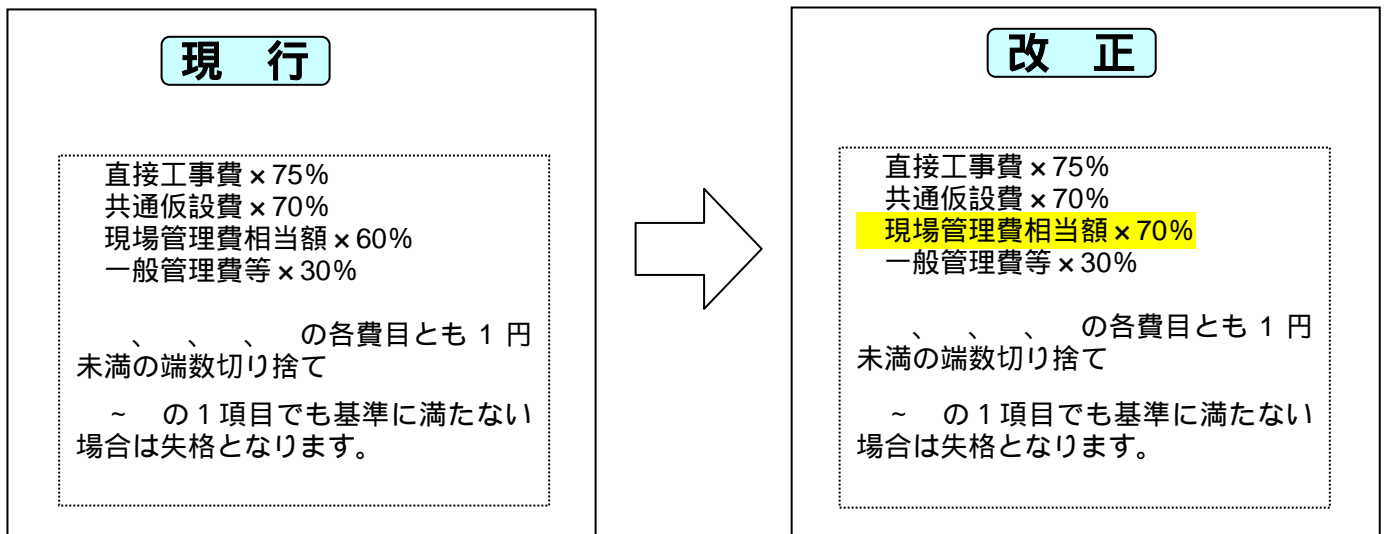 現　行
直接工事費×75%
共通仮設費×70%
現場管理費相当額×60%
一般管理費等×30%
、　、　、　の各費目とも 1 円
未満の端数切り捨て
~　の1項目でも基準に満たない
場合は失格となります。
改　正
直接工事費×75%
共通仮設費×70%
現場管理費相当額×70%
一般管理費等×30%
、　、　、　の各費目とも 1 円
未満の端数切り捨て
~　の1項目でも基準に満たない
場合は失格となります。